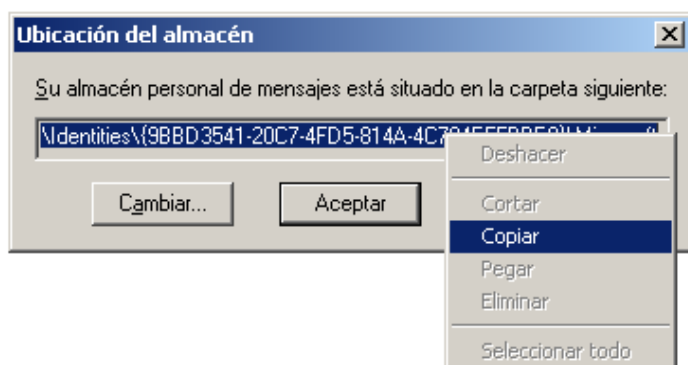 Ubicación del almacén
Su almacén personal de mensajes está situado en la carpeta siguiente:
\Identities\{9BBD3541-20C7-4FD5-814A-
Cambiar...
Aceptar
Deshacer
Cortar
Copiar
Pegar
Eliminar
Seleccionar todo